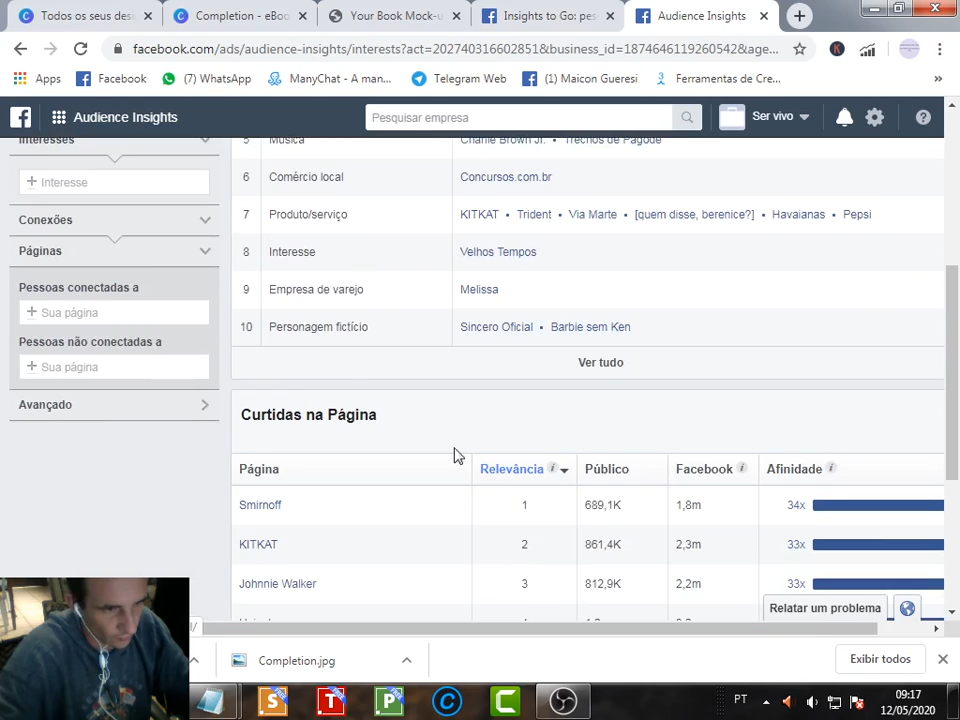 Todos os seus dese
Completion - eBoo
Your Book Mock-u
Insights to Go: pes
Audience Insights
facebook.com/ads/audience-insights/interests?act=202740316602851&business_id=1874646119260542&age...
Apps
Facebook
(7) WhatsApp
ManyChat - A man...
Telegram Web
(1) Maicon Gueresi
Ferramentas de Cre...
»
Audience Insights
Pesquisar empresa
Ser vivo
Interesses
+ Interesse
Conexões
Páginas
Pessoas conectadas a
+ Sua página
Pessoas não conectadas a
+ Sua página
Avançado
5 Música Charlie Brown Jr. • Trechos de Pagode
6 Comércio local Concursos.com.br
7 Produto/serviço KITKAT • Trident • Via Marte • [quem disse, berenice?] • Havaianas • Pepsi
8 Interesse Velhos Tempos
9 Empresa de varejo Melissa
10 Personagem fictício Sincero Oficial • Barbie sem Ken
Ver tudo
Curtidas na Página
Página Relevância Público Facebook Afinidade
Smirnoff 1 689,1K 1,8m 34x
KITKAT 2 861,4K 2,3m 33x
Johnnie Walker 3 812,9K 2,2m 33x
Relatar um problema
Completion.jpg
Exibir todos
PT
09:17
12/05/2020